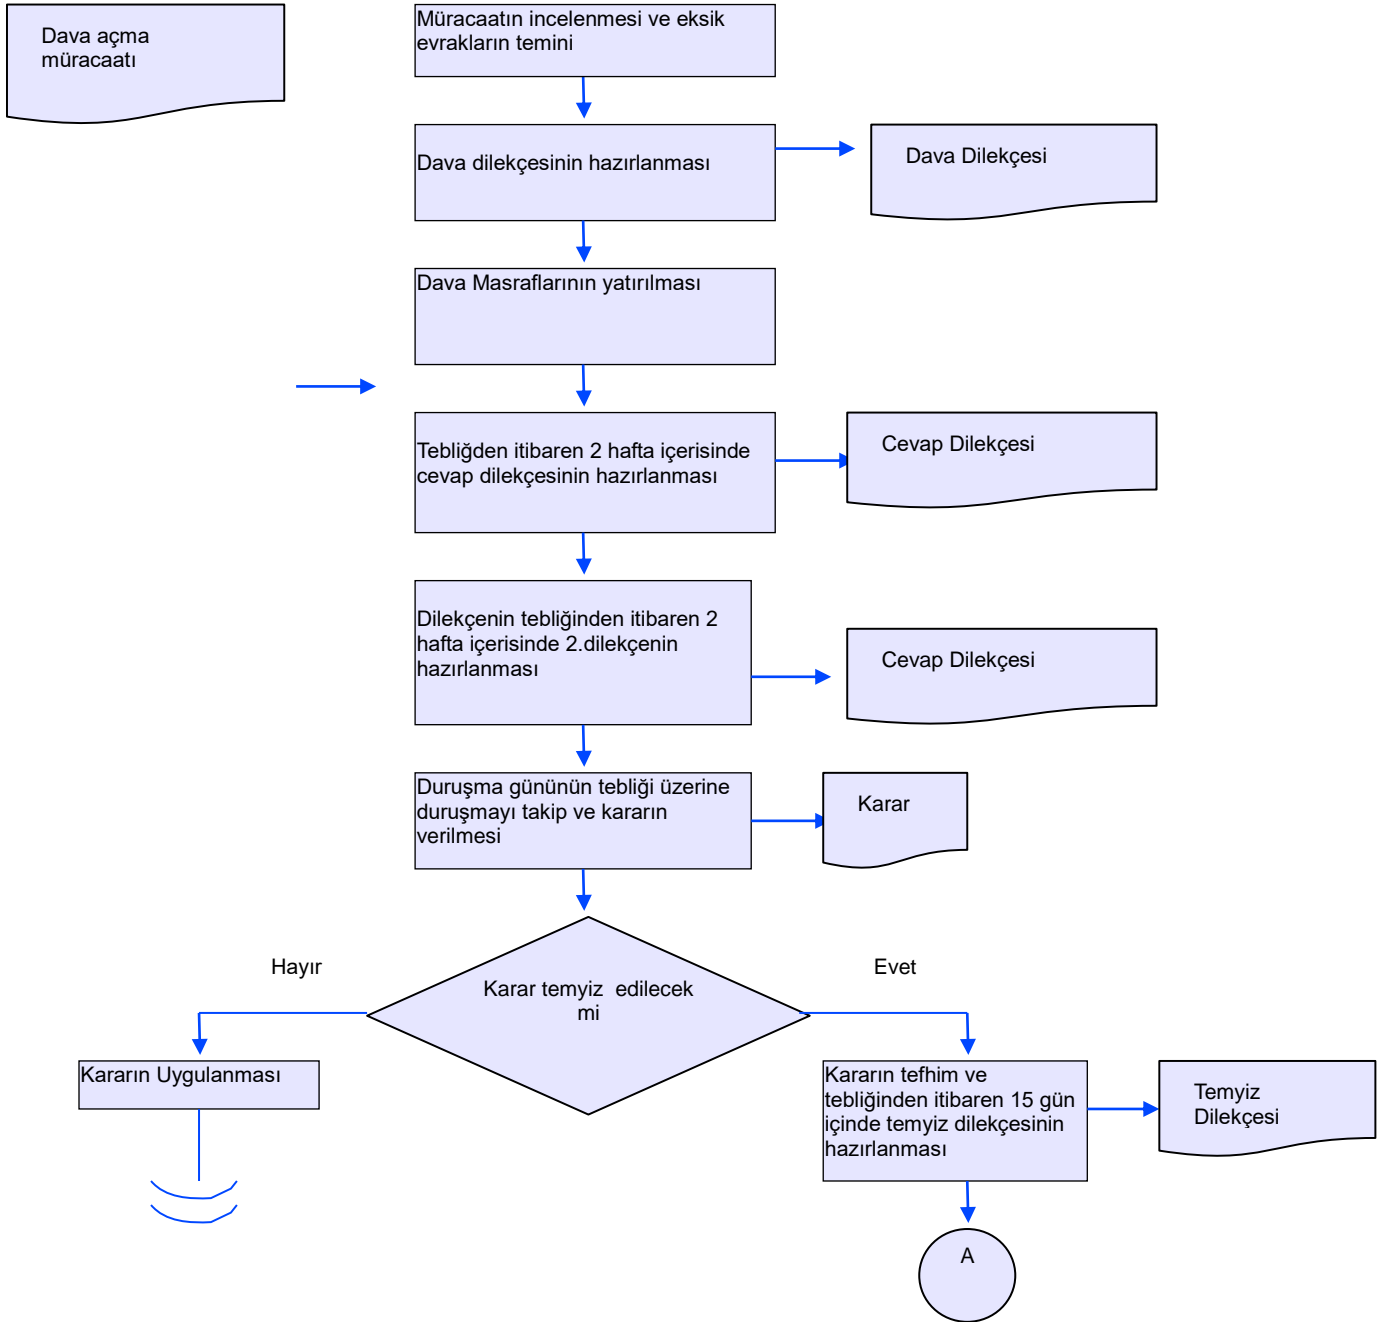 Dava açma
müracaatı
Müracaatın incelenmesi ve eksik
evrakların temini
Dava dilekçesinin hazırlanması
Dava Dilekçesi
Dava Masraflarının yatırılması
Tebliğden itibaren 2 hafta içerisinde
cevap dilekçesinin hazırlanması
Cevap Dilekçesi
Dilekçenin tebliğinden itibaren 2
hafta içerisinde 2.dilekçenin
hazırlanması
Cevap Dilekçesi
Duruşma gününün tebliği üzerine
duruşmayı takip ve kararın
verilmesi
Karar
Hayır
Evet
Karar temyiz  edilecek
mi
Kararın Uygulanması
Kararın tefhim ve
tebliğinden itibaren 15 gün
içinde temyiz dilekçesinin
hazırlanması
Temyiz
Dilekçesi
A